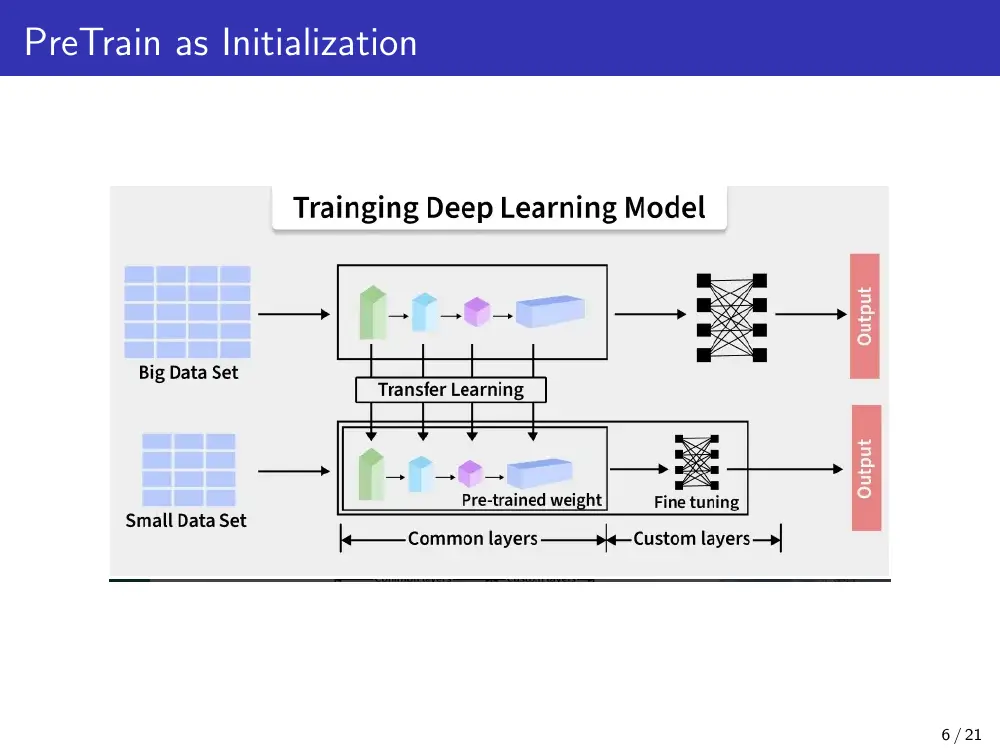 PreTrain as Initialization
Trainging Deep Learning Model
Big Data Set
Output
Transfer Learning
Small Data Set
Pre-trained weight
Fine tuning
Output
Common layers
Custom layers
6 / 21